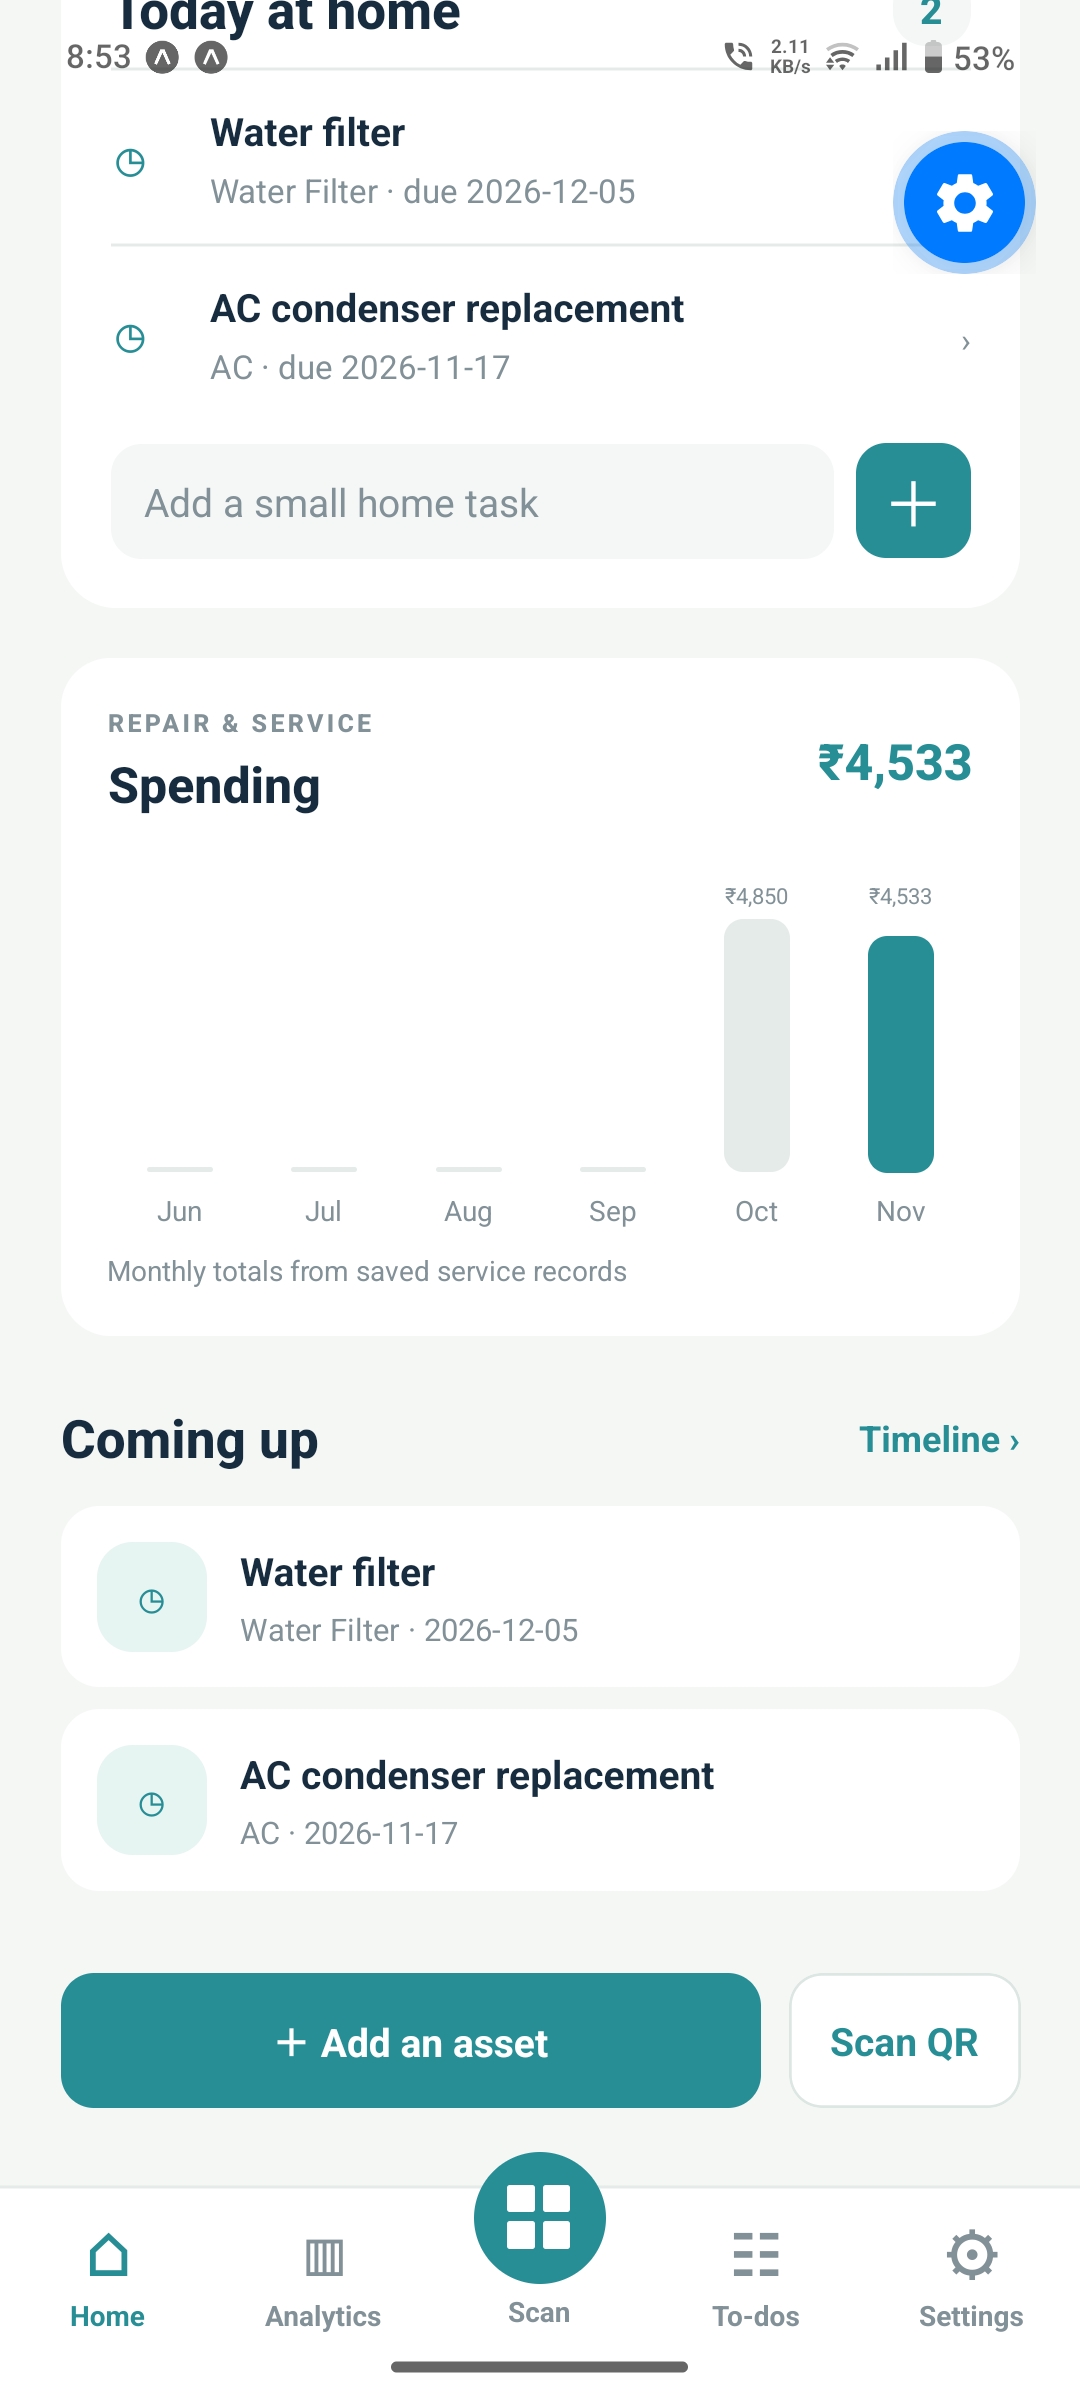 Today at home
2
8:53
2.11
KB/s
53%
Water filter
Water Filter · due 2026-12-05
AC condenser replacement
AC · due 2026-11-17
›
Add a small home task
REPAIR & SERVICE
Spending
₹4,533
₹4,850
₹4,533
Jun
Jul
Aug
Sep
Oct
Nov
Monthly totals from saved service records
Coming up
Timeline ›
Water filter
Water Filter · 2026-12-05
AC condenser replacement
AC · 2026-11-17
+ Add an asset
Scan QR
Home
Analytics
Scan
To-dos
Settings